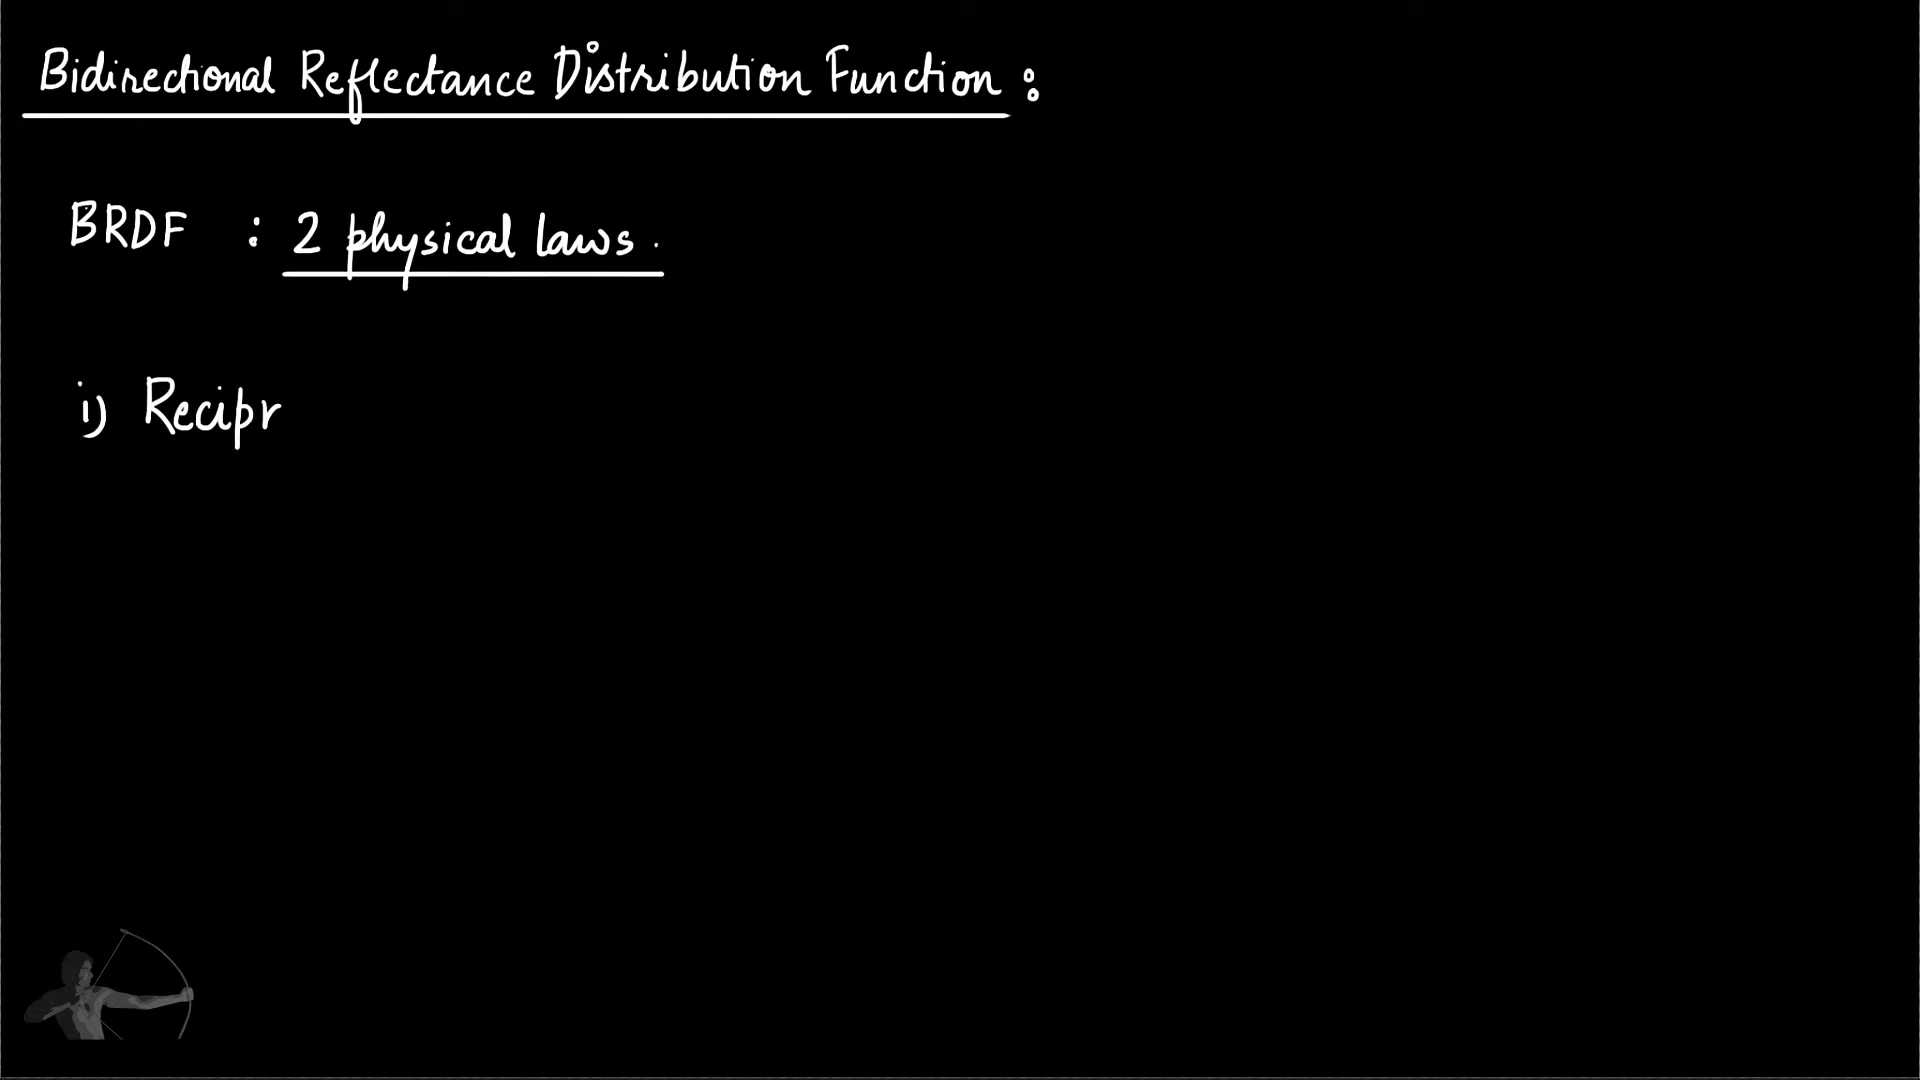 Bidirectional Reflectance Distribution Function :
BRDF : 2 physical laws .
i) Recipr